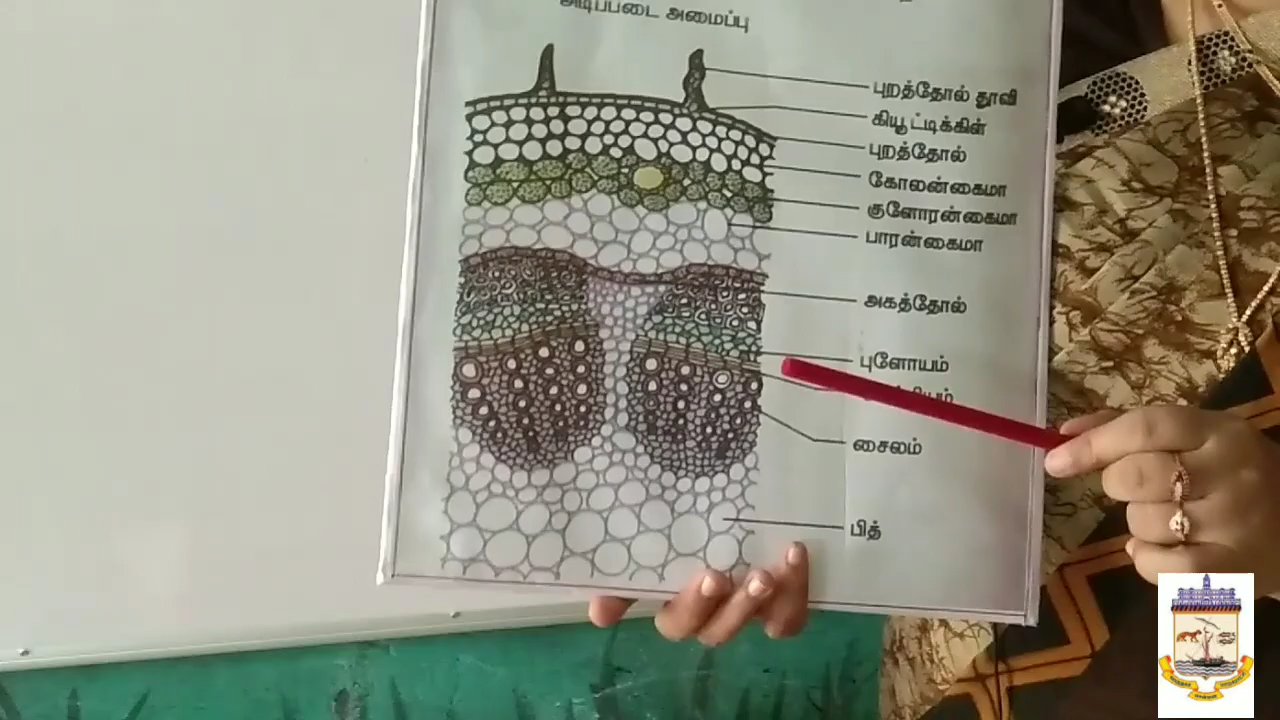 அடிப்படை அமைப்பு
புறத்தோல் தூவி
கியூட்டிக்கிள்
புறத்தோல்
கோலன்கைமா
குளோரன்கைமா
பாரன்கைமா
அகத்தோல்
புளோயம்
சைலம்
பித்